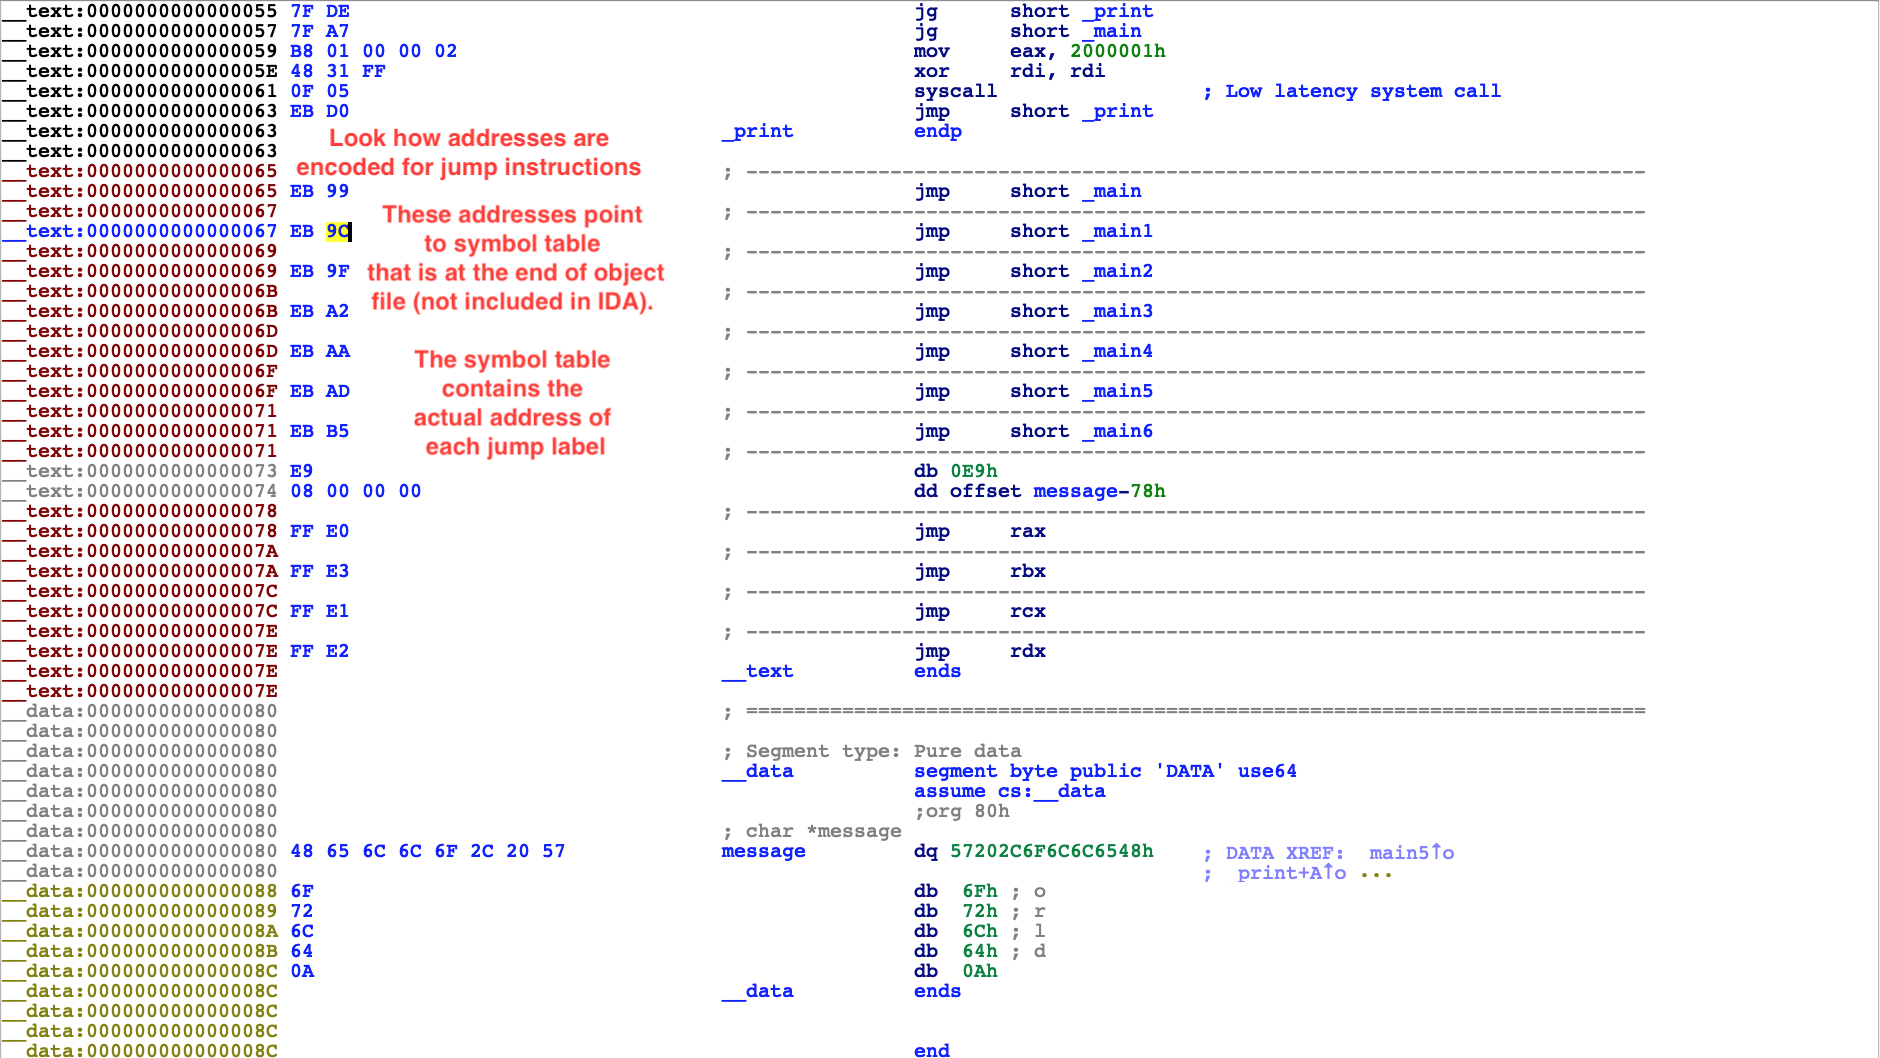 __text:0000000000000055 7F DE jg short _print
__text:0000000000000057 7F A7 jg short _main
__text:0000000000000059 B8 01 00 00 02 mov eax, 2000001h
__text:000000000000005E 48 31 FF xor rdi, rdi
__text:0000000000000061 0F 05 syscall ; Low latency system call
__text:0000000000000063 EB D0 jmp short _print
__text:0000000000000063 _print endp
__text:0000000000000063
Look how addresses are
encoded for jump instructions
__text:0000000000000065 ; ---------------------------------------------------------------------------
__text:0000000000000065 EB 99 jmp short _main
__text:0000000000000067 ; ---------------------------------------------------------------------------
__text:0000000000000067 EB 9C jmp short _main1
These addresses point
to symbol table
that is at the end of object
file (not included in IDA).
__text:0000000000000069 ; ---------------------------------------------------------------------------
__text:0000000000000069 EB 9F jmp short _main2
__text:000000000000006B ; ---------------------------------------------------------------------------
__text:000000000000006B EB A2 jmp short _main3
__text:000000000000006D ; ---------------------------------------------------------------------------
__text:000000000000006D EB AA jmp short _main4
The symbol table
contains the
actual address of
each jump label
__text:000000000000006F ; ---------------------------------------------------------------------------
__text:000000000000006F EB AD jmp short _main5
__text:0000000000000071 ; ---------------------------------------------------------------------------
__text:0000000000000071 EB B5 jmp short _main6
__text:0000000000000071 ; ---------------------------------------------------------------------------
__text:0000000000000073 E9 db 0E9h
__text:0000000000000074 08 00 00 00 dd offset message-78h
__text:0000000000000078 ; ---------------------------------------------------------------------------
__text:0000000000000078 FF E0 jmp rax
__text:000000000000007A ; ---------------------------------------------------------------------------
__text:000000000000007A FF E3 jmp rbx
__text:000000000000007C ; ---------------------------------------------------------------------------
__text:000000000000007C FF E1 jmp rcx
__text:000000000000007E ; ---------------------------------------------------------------------------
__text:000000000000007E FF E2 jmp rdx
__text:000000000000007E __text ends
__text:000000000000007E
__data:0000000000000080 ; ===========================================================================
__data:0000000000000080
__data:0000000000000080 ; Segment type: Pure data
__data:0000000000000080 __data segment byte public 'DATA' use64
__data:0000000000000080 assume cs:__data
__data:0000000000000080 ;org 80h
__data:0000000000000080 ; char *message
__data:0000000000000080 48 65 6C 6C 6F 2C 20 57 message dq 57202C6F6C6C6548h ; DATA XREF: main5↑o
__data:0000000000000080 ; print+A↑o ...
__data:0000000000000088 6F db 6Fh ; o
__data:0000000000000089 72 db 72h ; r
__data:000000000000008A 6C db 6Ch ; l
__data:000000000000008B 64 db 64h ; d
__data:000000000000008C 0A db 0Ah
__data:000000000000008C __data ends
__data:000000000000008C
__data:000000000000008C
__data:000000000000008C end